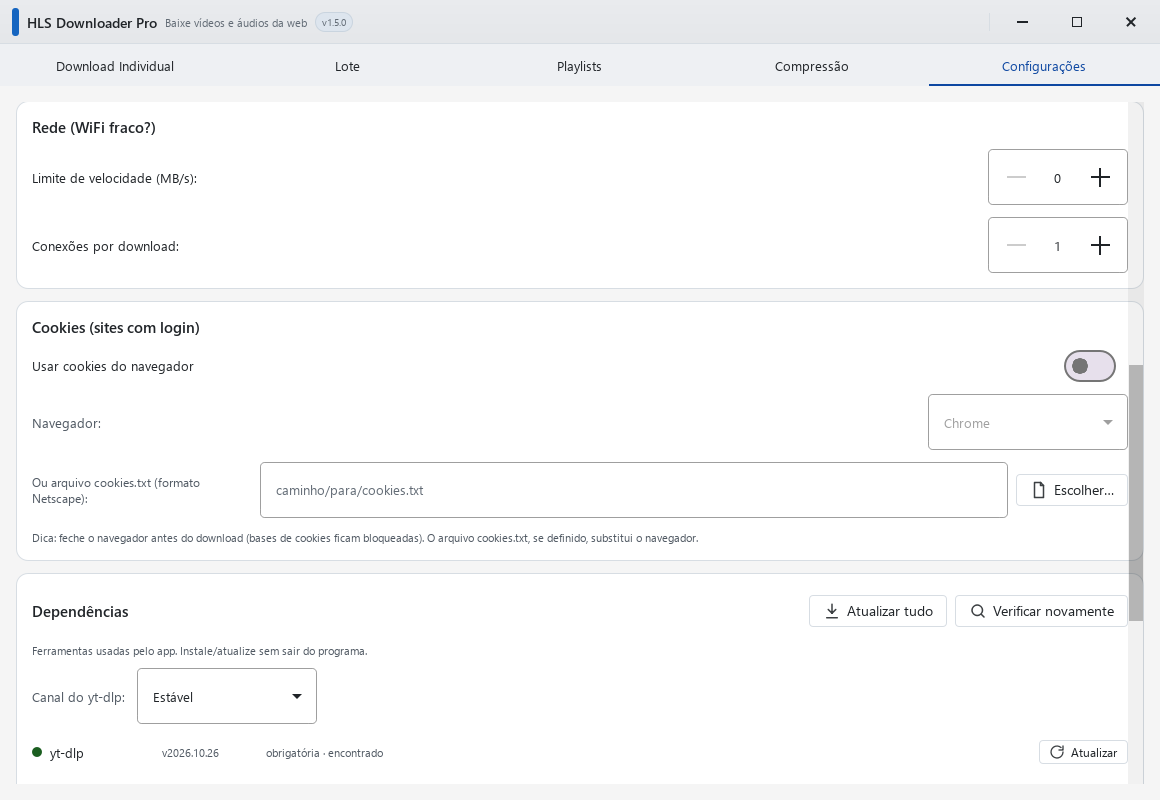 HLS Downloader Pro Baixe vídeos e áudios da web v1.5.0
Download Individual Lote Playlists Compressão Configurações
Rede (WiFi fraco?)
Limite de velocidade (MB/s): 0
Conexões por download: 1
Cookies (sites com login)
Usar cookies do navegador
Navegador: Chrome
Ou arquivo cookies.txt (formato
Netscape):
caminho/para/cookies.txt Escolher...
Dica: feche o navegador antes do download (bases de cookies ficam bloqueadas). O arquivo cookies.txt, se definido, substitui o navegador.
Dependências Atualizar tudo Verificar novamente
Ferramentas usadas pelo app. Instale/atualize sem sair do programa.
Canal do yt-dlp: Estável
yt-dlp v2026.10.26 obrigatória · encontrado Atualizar